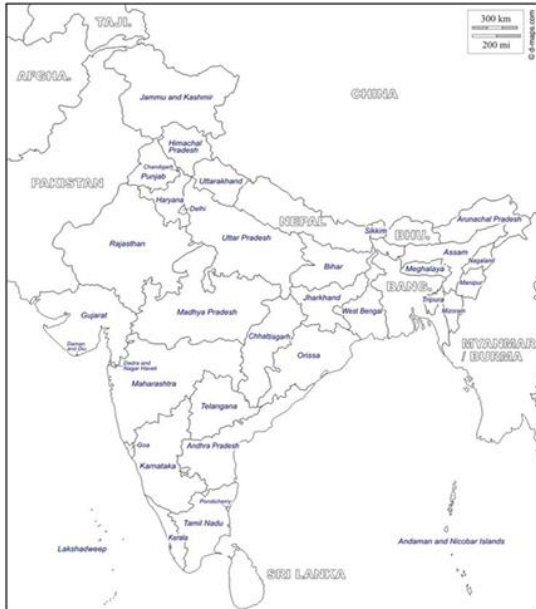 TAJI.
300 km
200 mi
© d-maps.com
AFGHA.
Jammu and Kashmir
CHINA
Himachal
Pradesh
Chandigarh
Punjab
PAKISTAN
Uttarakhand
Haryana
Delhi
NEPAL
Arunachal Pradesh
Sikkim
BHU.
Rajasthan
Uttar Pradesh
Assam
Nagaland
Bihar
Meghalaya
Manipur
BANG.
Jharkhand
Tripura
Gujarat
Madhya Pradesh
West Bengal
Mizoram
Chhattisgarh
Daman
and Diu
Orissa
MYANMAR
/ BURMA
Dadra and
Nagar Haveli
Maharashtra
Telangana
Goa
Andhra Pradesh
Karnataka
Pondicherry
Tamil Nadu
Kerala
Andaman and Nicobar Islands
Lakshadweep
SRI LANKA